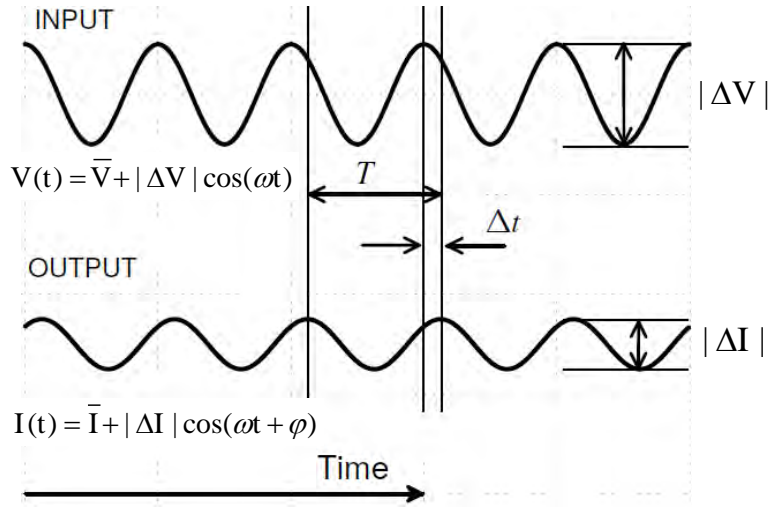 INPUT
| ΔV |
V(t) = V̅ + | ΔV | cos(ωt)
T
Δt
OUTPUT
| ΔI |
I(t) = I̅ + | ΔI | cos(ωt + φ)
Time